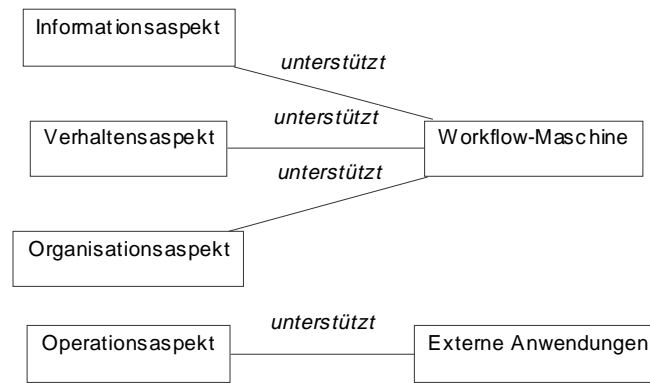 Informationsaspekt
unterstützt
unterstützt
Verhaltensaspekt
Workflow-Maschine
unterstützt
Organisationsaspekt
unterstützt
Operationsaspekt
Externe Anwendungen